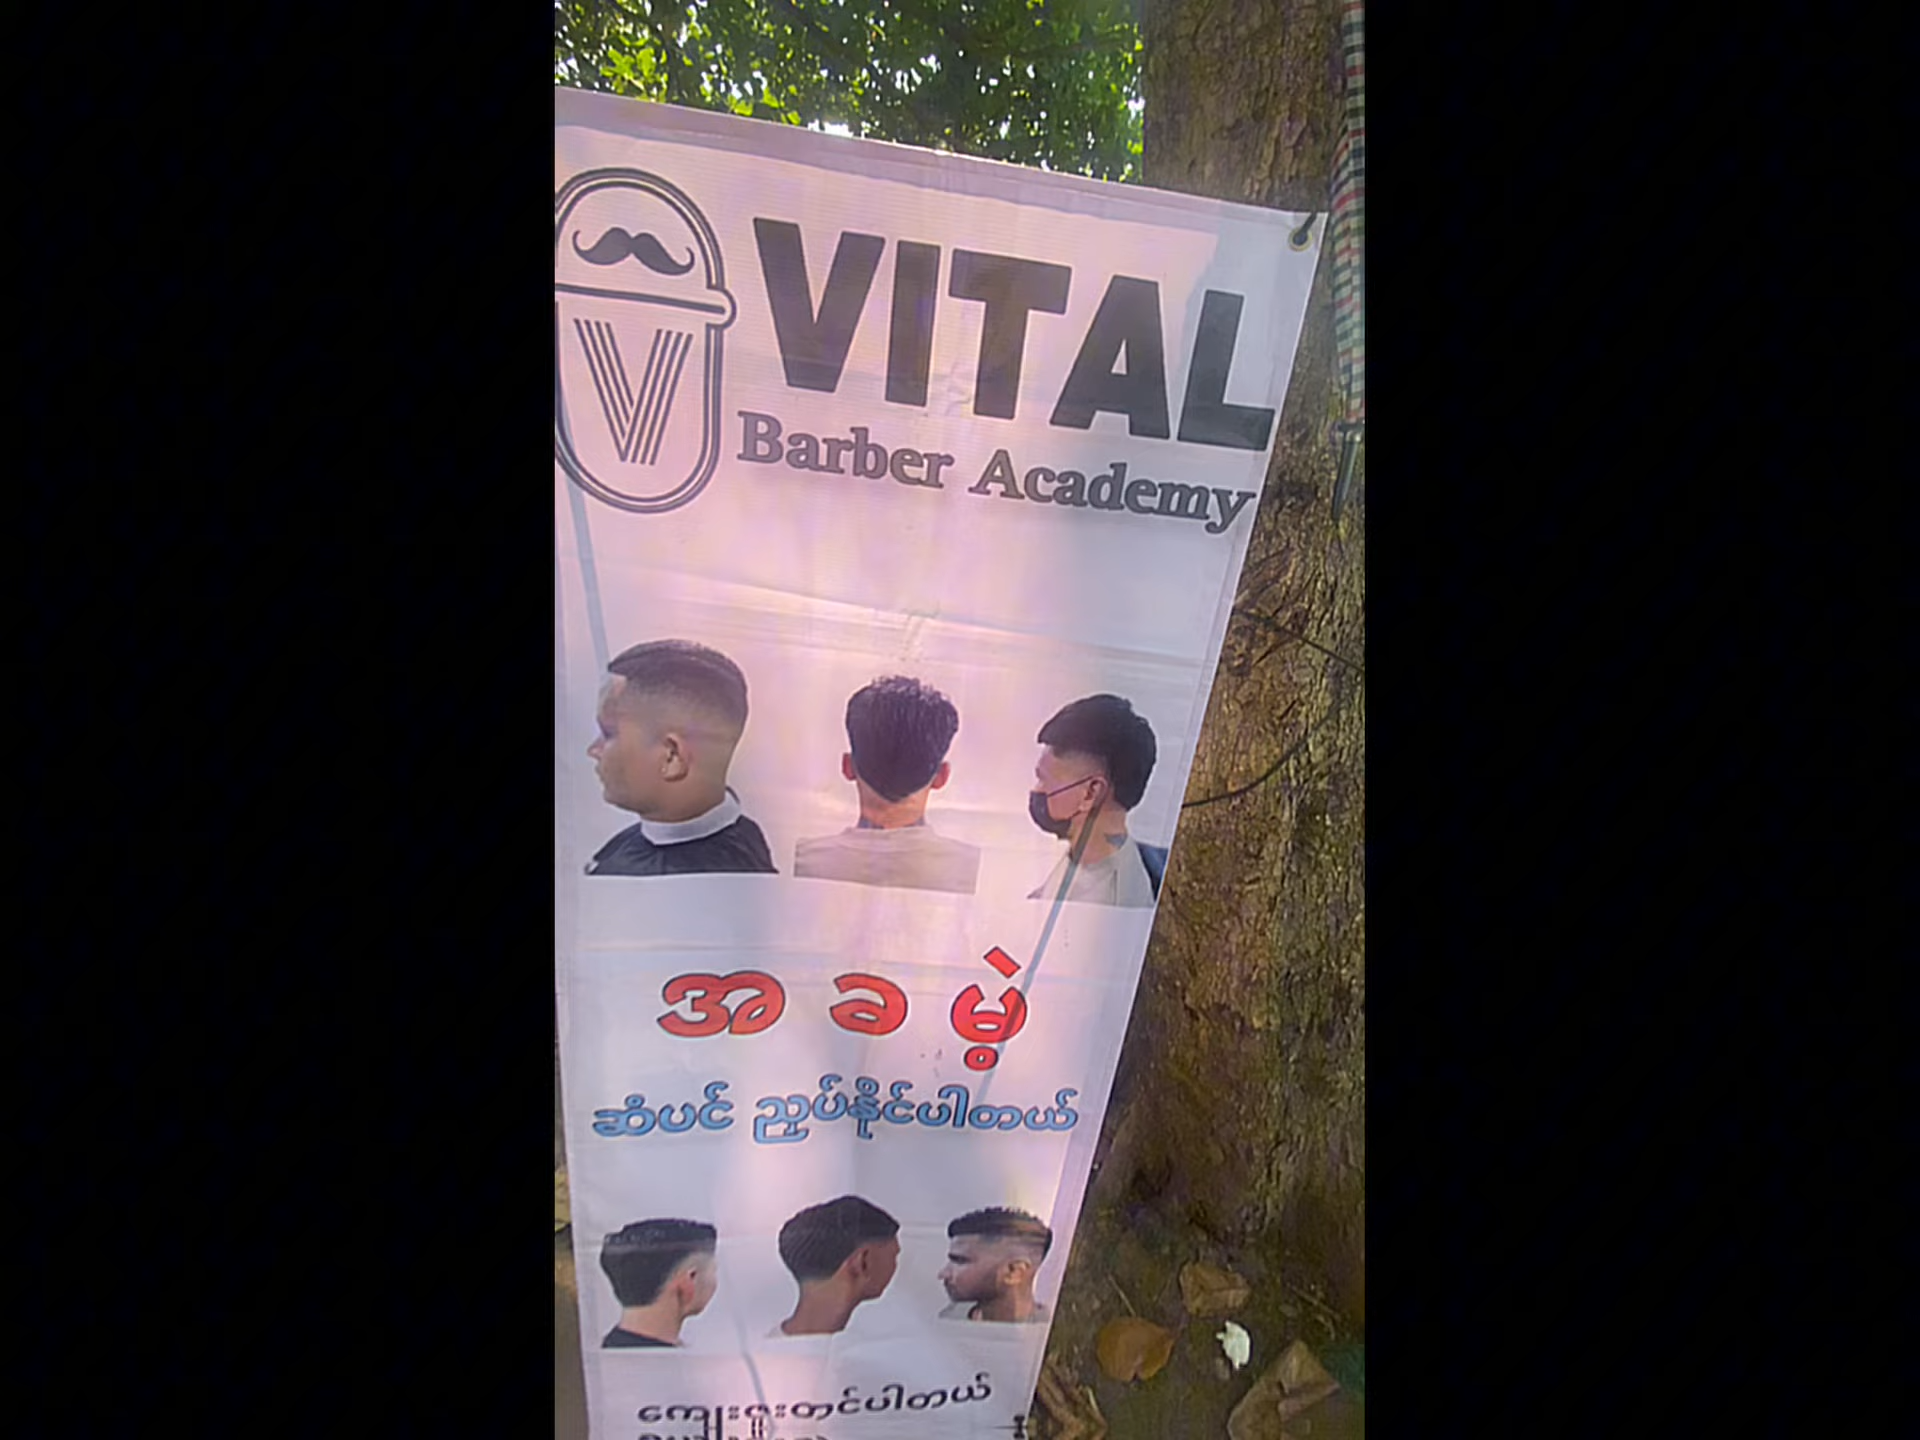 V
VITAL
Barber Academy
အခမဲ့
ဆံပင် ညှပ်နိုင်ပါတယ်
ကျေးဇူးတင်ပါတယ်